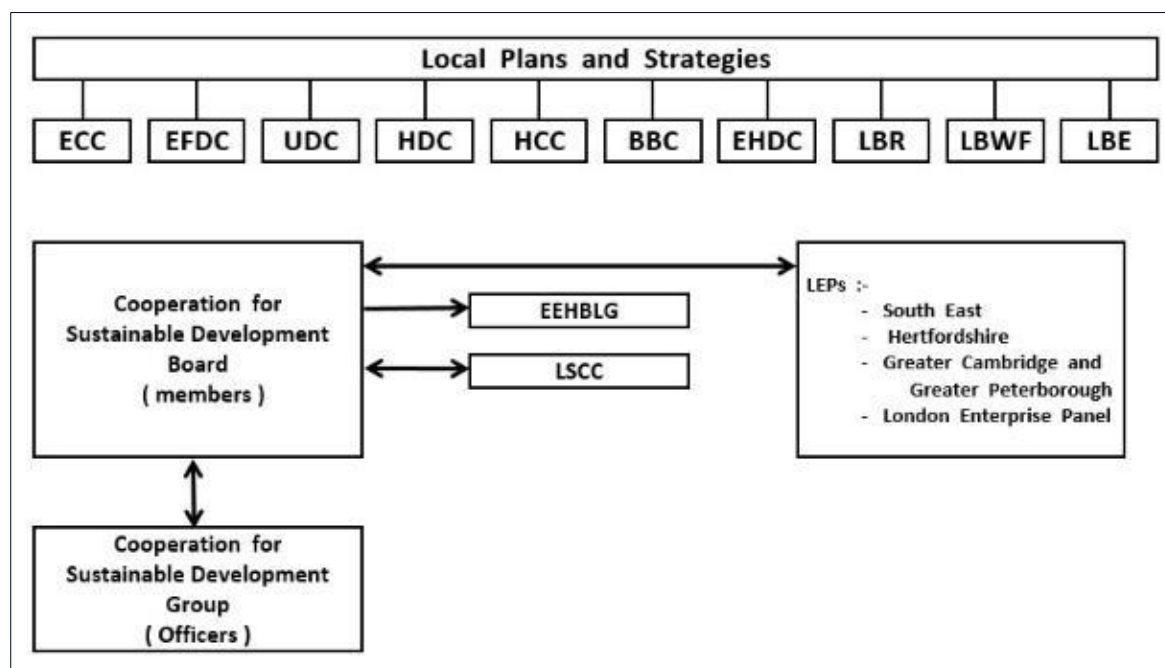 Local Plans and Strategies
ECC EFDC UDC HDC HCC BBC EHDC LBR LBWF LBE
Cooperation for
Sustainable Development
Board
( members )
EEHBLG
LSCC
LEPs :-
- South East
- Hertfordshire
- Greater Cambridge and
Greater Peterborough
- London Enterprise Panel
Cooperation for
Sustainable Development
Group
( Officers )